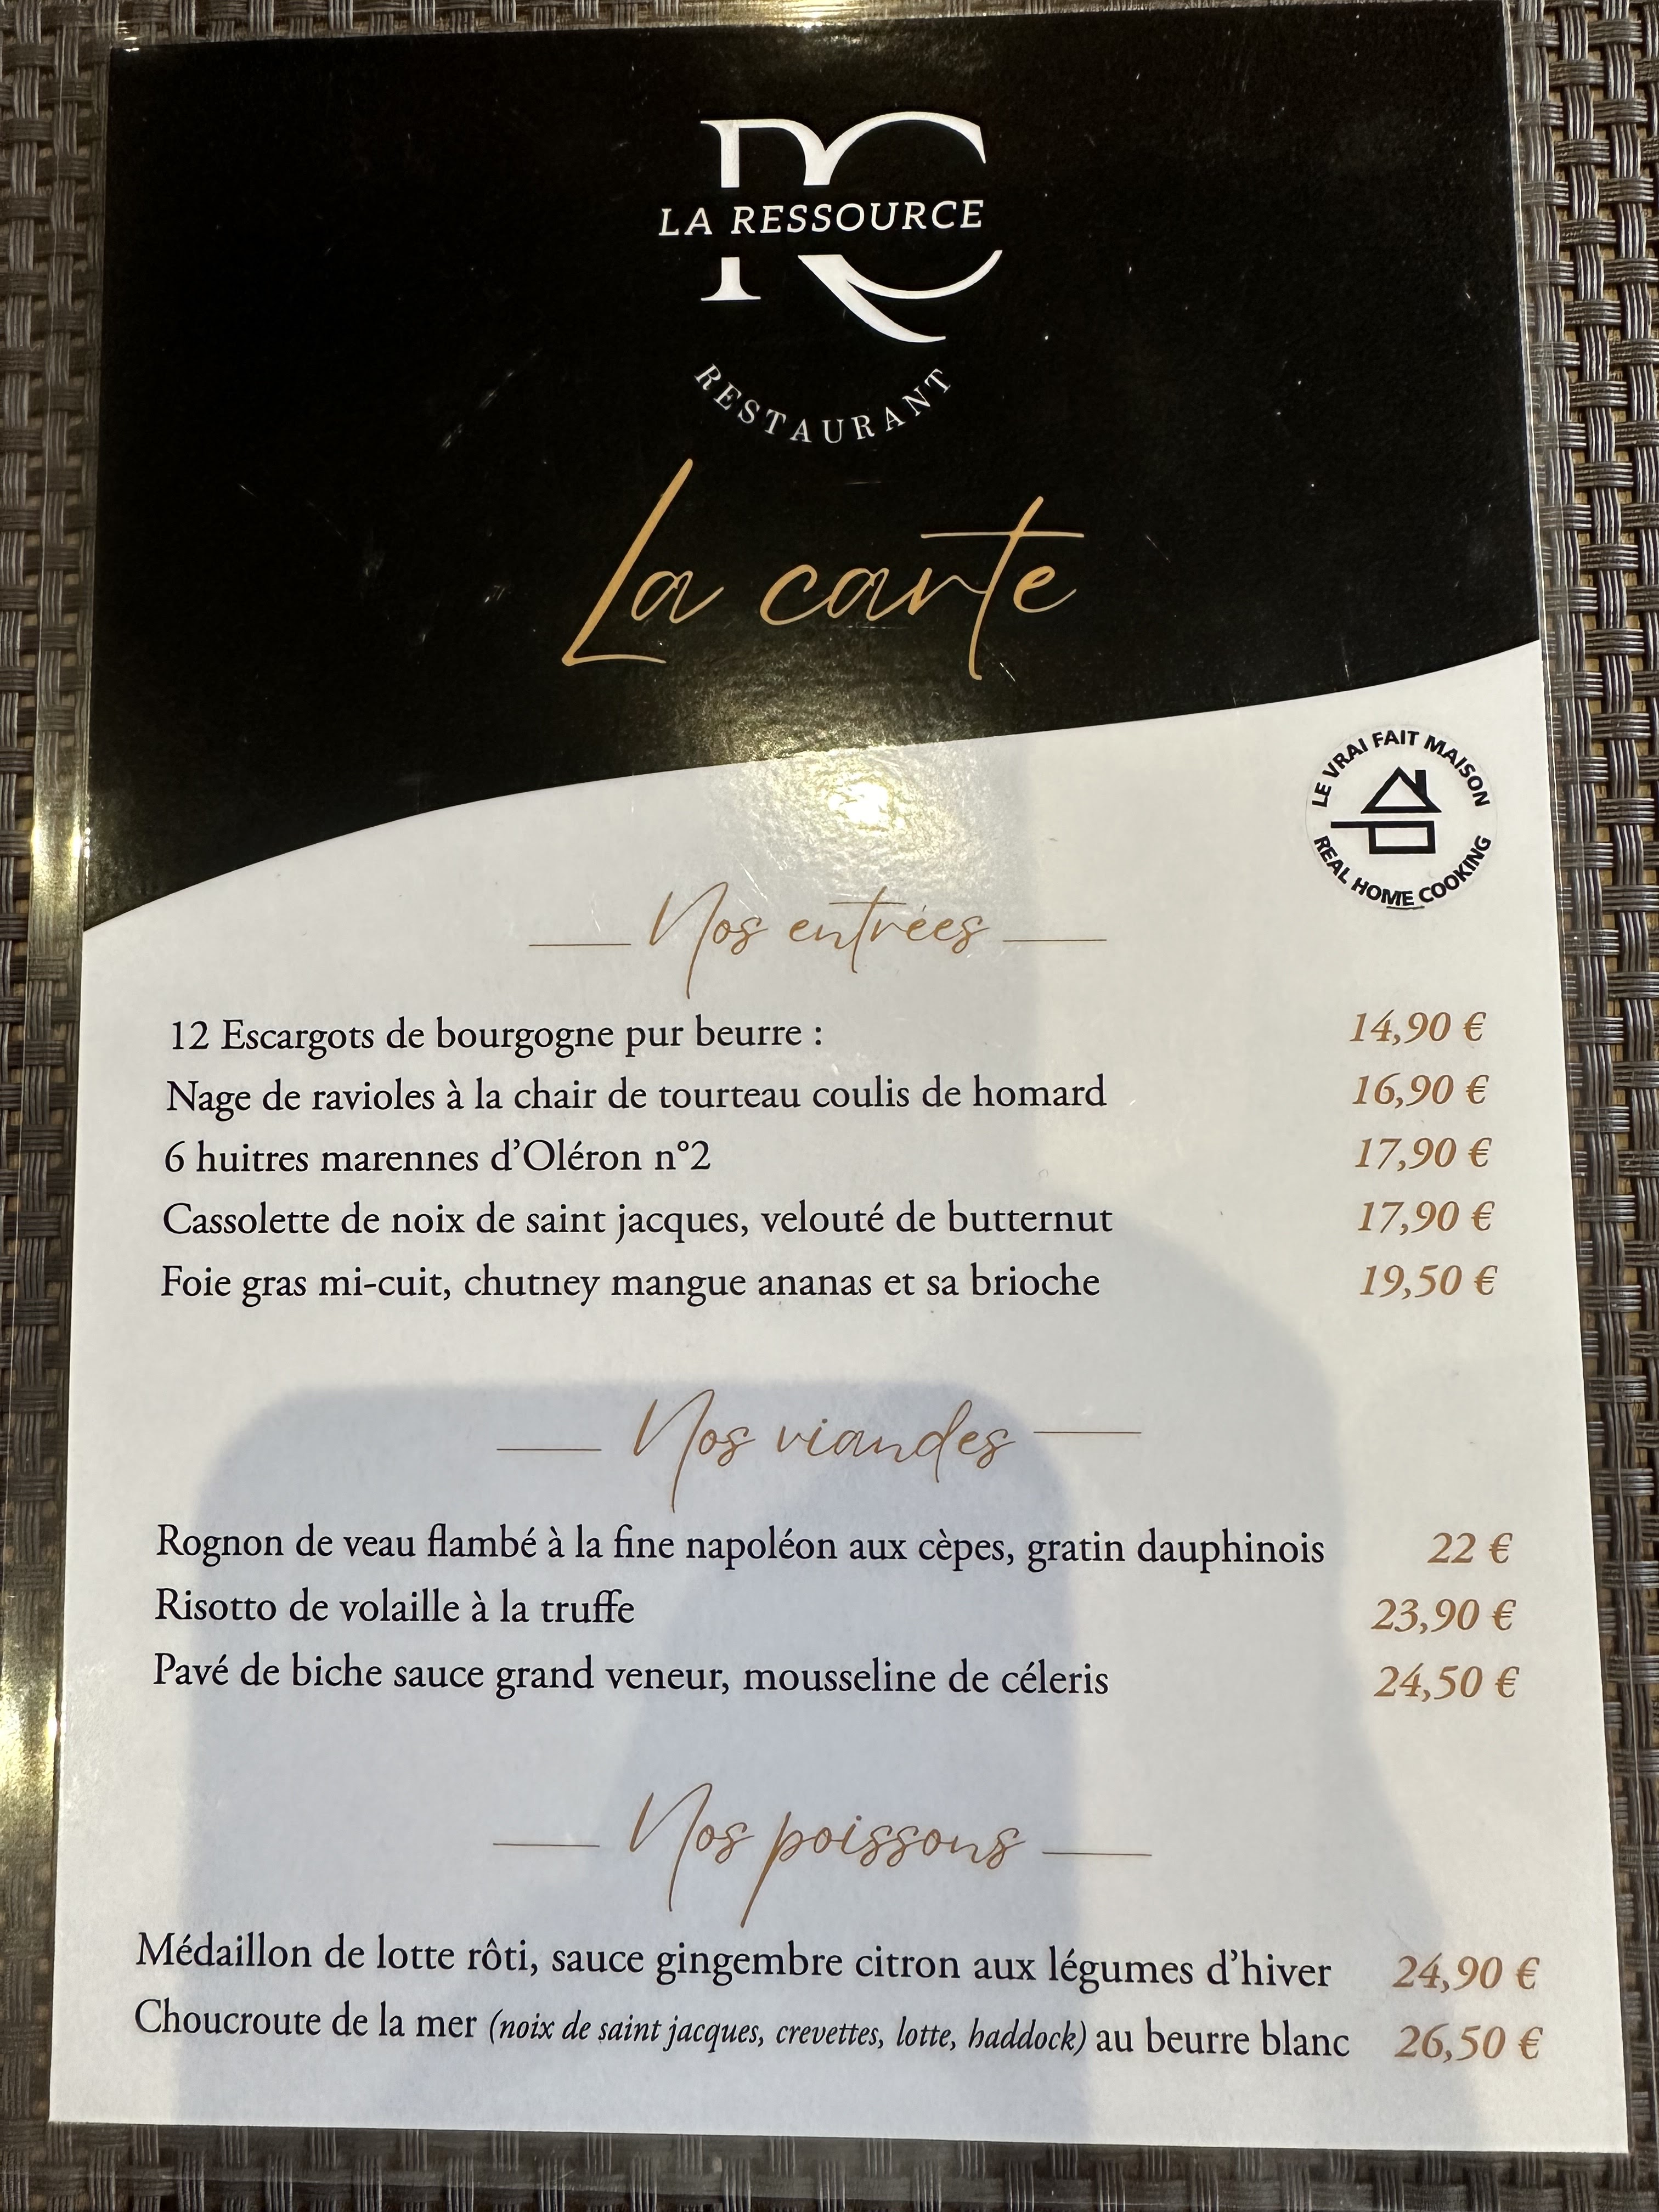 RC
LA RESSOURCE
RESTAURANT
La carte
LE VRAI FAIT MAISON
REAL HOME COOKING
Nos entrées
12 Escargots de bourgogne pur beurre : 14,90 €
Nage de ravioles à la chair de tourteau coulis de homard 16,90 €
6 huitres marennes d'Oléron n°2 17,90 €
Cassolette de noix de saint jacques, velouté de butternut 17,90 €
Foie gras mi-cuit, chutney mangue ananas et sa brioche 19,50 €
Nos viandes
Rognon de veau flambé à la fine napoléon aux cèpes, gratin dauphinois 22 €
Risotto de volaille à la truffe 23,90 €
Pavé de biche sauce grand veneur, mousseline de céleris 24,50 €
Nos poissons
Médaillon de lotte rôti, sauce gingembre citron aux légumes d'hiver 24,90 €
Choucroute de la mer (noix de saint jacques, crevettes, lotte, haddock) au beurre blanc 26,50 €